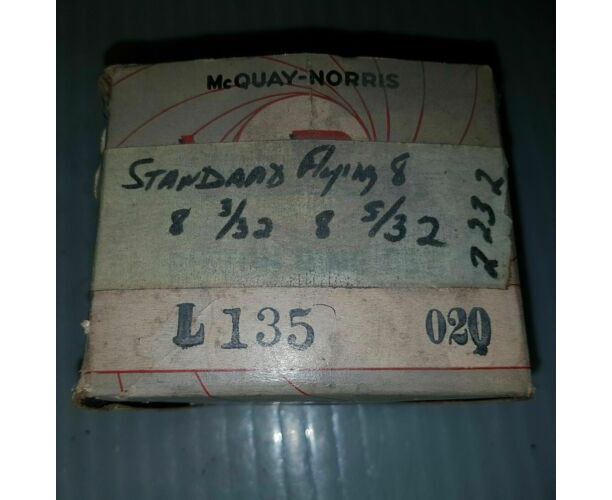 McQUAY-NORRIS
STANDARD Flying 8
8 3/32 8 5/32
2232
L135 020